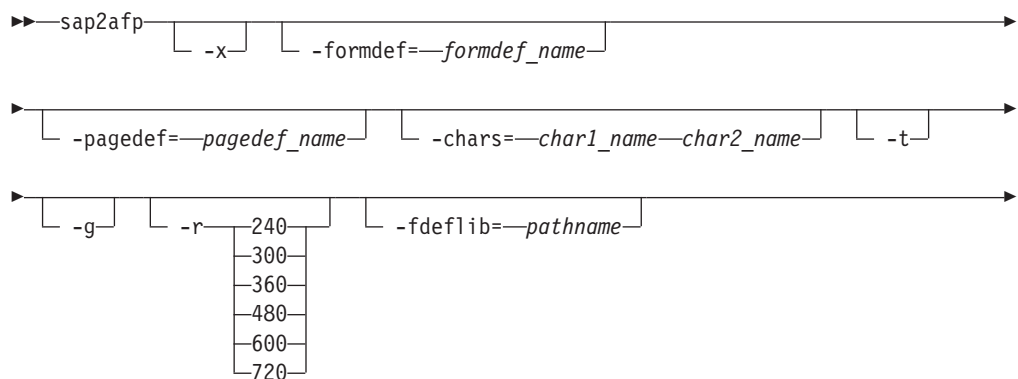 sap2afp
-x
-formdef= formdef_name
-pagedef= pagedef_name
-chars= char1_name char2_name
-t
-g
-r
240
300
360
480
600
720
-fdeflib= pathname